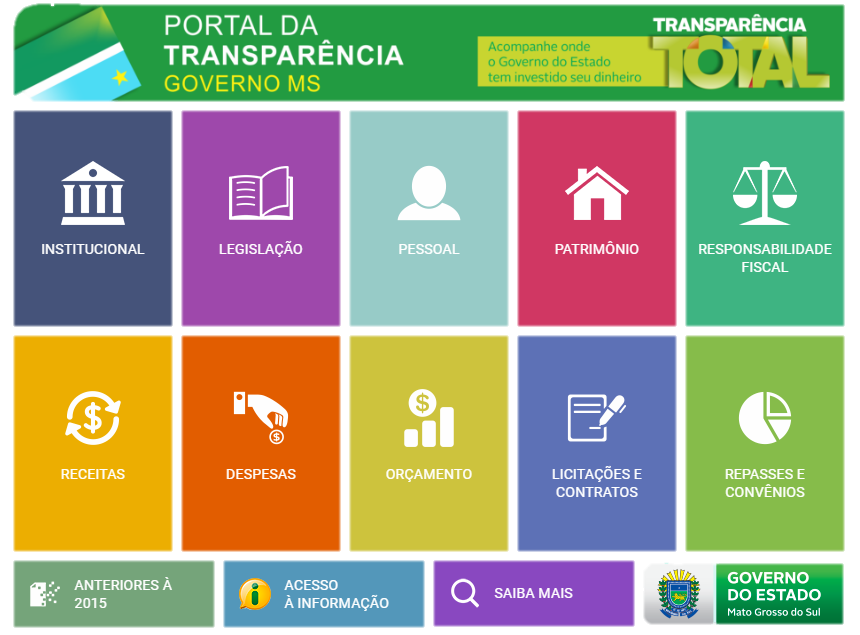 PORTAL DA
TRANSPARÊNCIA
GOVERNO MS
TRANSPARÊNCIA
TOTAL
Acompanhe onde
o Governo do Estado
tem investido seu dinheiro
INSTITUCIONAL
LEGISLAÇÃO
PESSOAL
PATRIMÔNIO
RESPONSABILIDADE
FISCAL
RECEITAS
DESPESAS
ORÇAMENTO
LICITAÇÕES E
CONTRATOS
REPASSES E
CONVÊNIOS
ANTERIORES À
2015
ACESSO
À INFORMAÇÃO
SAIBA MAIS
GOVERNO
DO ESTADO
Mato Grosso do Sul